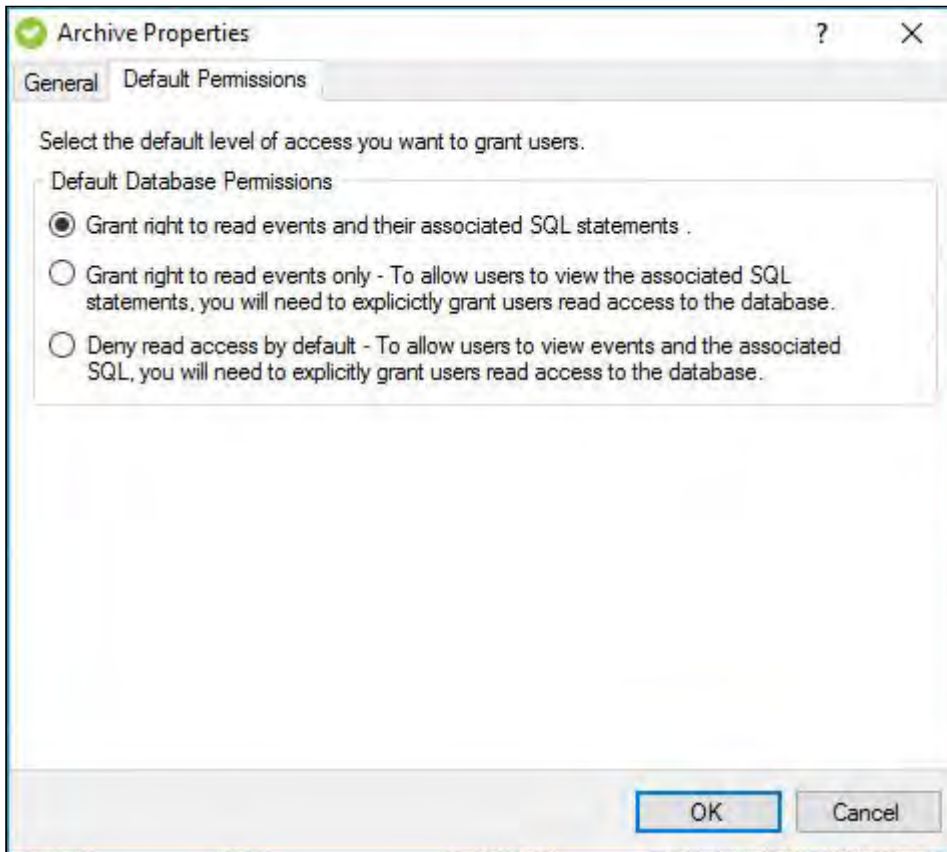 Archive Properties
?
General
Default Permissions
Select the default level of access you want to grant users.
Default Database Permissions
Grant right to read events and their associated SQL statements .
Grant right to read events only - To allow users to view the associated SQL
statements, you will need to explicictly grant users read access to the database.
Deny read access by default - To allow users to view events and the associated
SQL, you will need to explicitly grant users read access to the database.
OK
Cancel